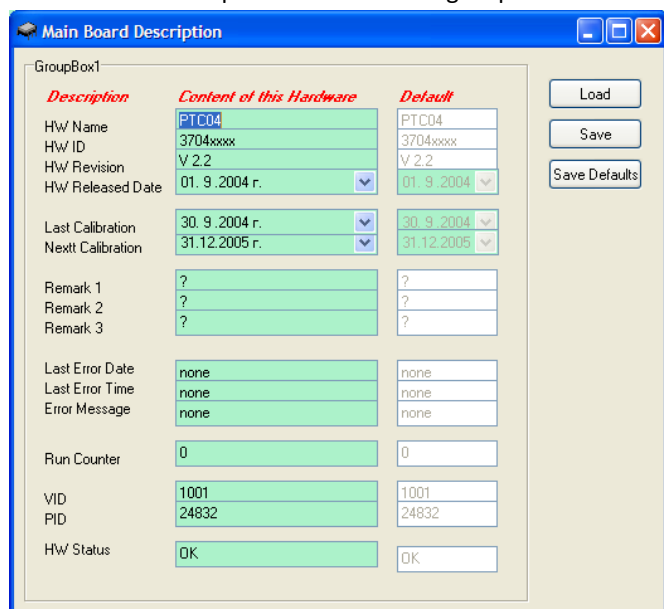 Main Board Description
GroupBox1
Description Content of this Hardware Default
HW Name PTC04 PTC04
HW ID 3704xxxx 3704xxxx
HW Revision V 2.2 V 2.2
HW Released Date 01. 9 .2004 г. 01. 9 .2004
Last Calibration 30. 9 .2004 г. 30. 9 .2004
Nextt Calibration 31.12.2005 г. 31.12.2005
Remark 1 ? ?
Remark 2 ? ?
Remark 3 ? ?
Last Error Date none none
Last Error Time none none
Error Message none none
Run Counter 0 0
VID 1001 1001
PID 24832 24832
HW Status OK OK
Load
Save
Save Defaults